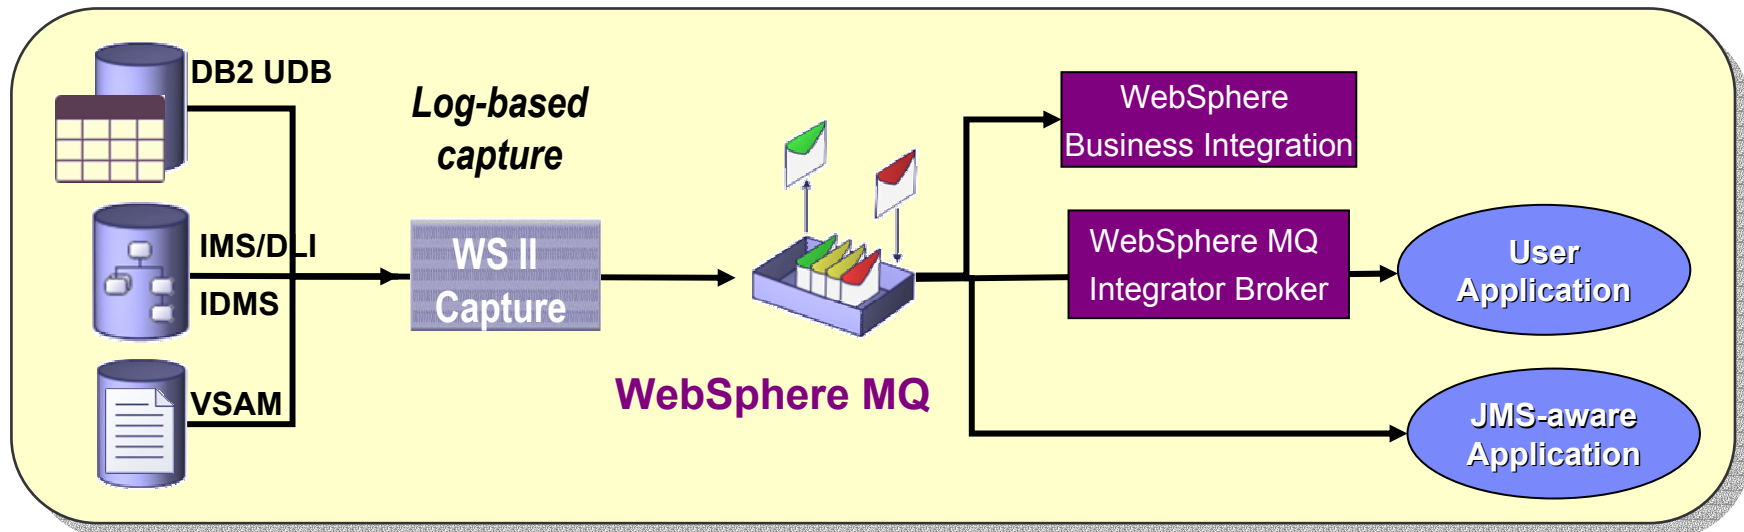 DB2 UDB
Log-based
capture
WebSphere
Business Integration
IMS/DLI
IDMS
WS II
Capture
WebSphere MQ
Integrator Broker
User
Application
VSAM
WebSphere MQ
JMS-aware
Application